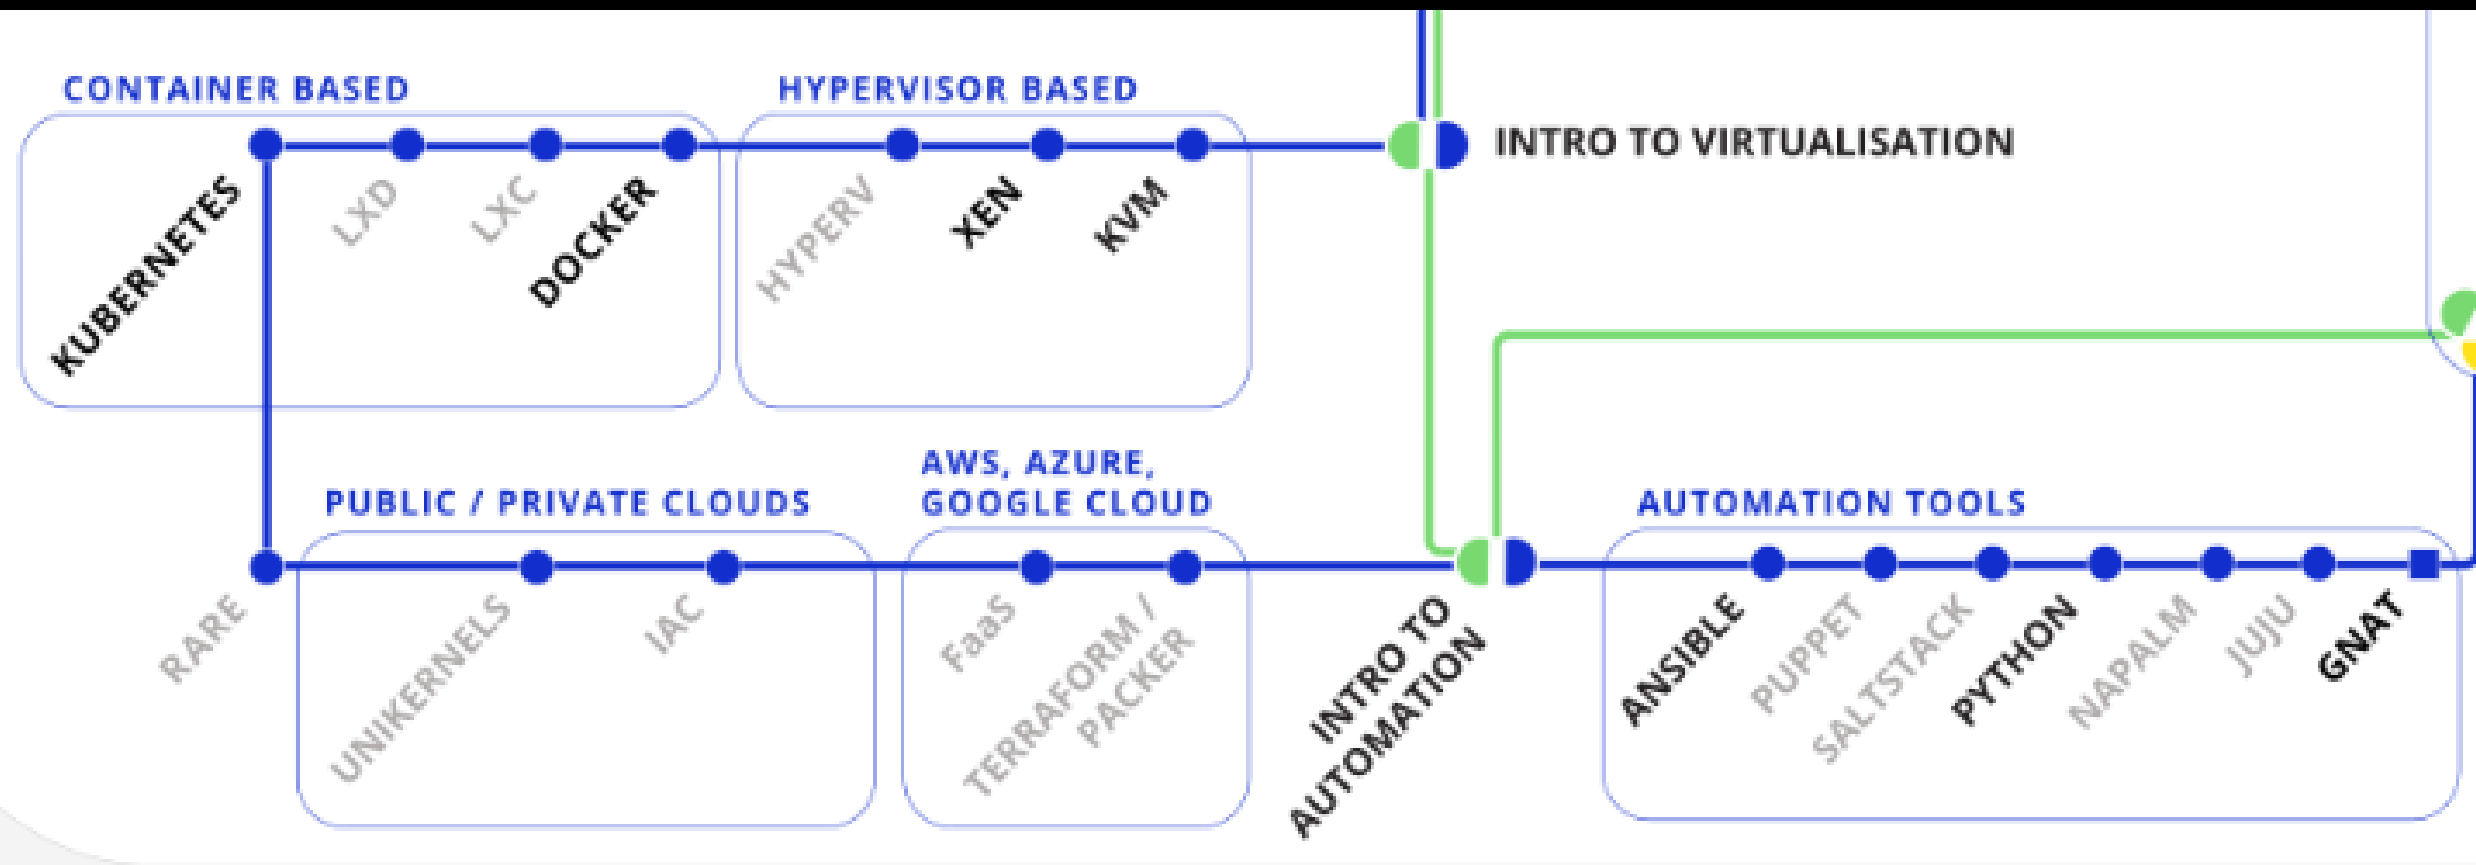 CONTAINER BASED
HYPERVISOR BASED
INTRO TO VIRTUALISATION
KUBERNETES
LXD
LXC
DOCKER
HYPERV
XEN
KVM
PUBLIC / PRIVATE CLOUDS
AWS, AZURE,
GOOGLE CLOUD
AUTOMATION TOOLS
RARE
UNIKERNELS
IAC
FaaS
TERRAFORM /
PACKER
INTRO TO
AUTOMATION
ANSIBLE
PUPPET
SALTSTACK
PYTHON
NAPALM
JUJU
GNAT